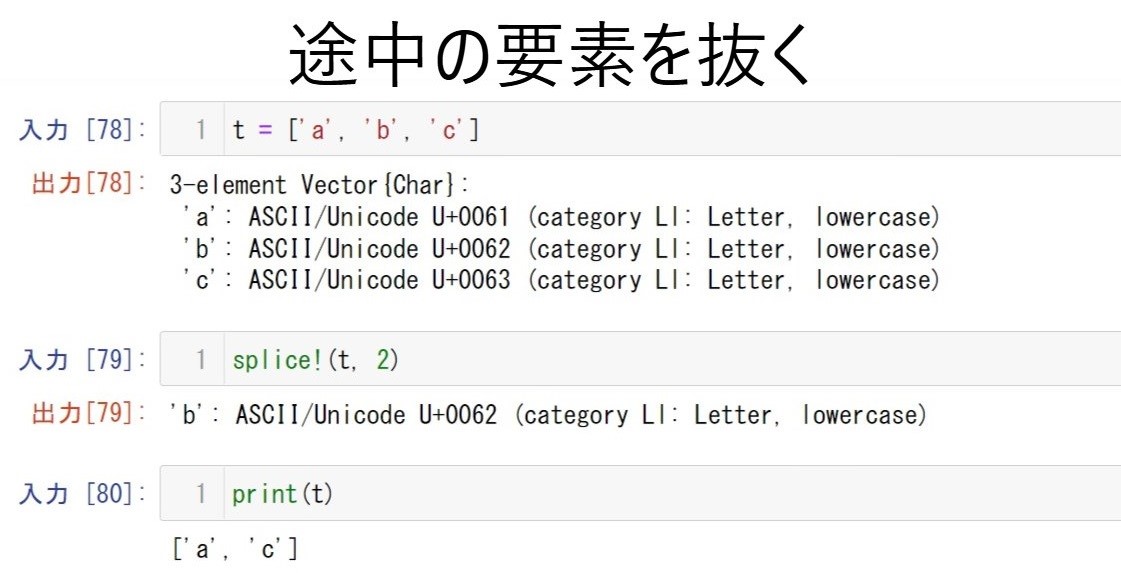 途中の要素を抜く
入力 [78]: 1 t = ['a', 'b', 'c']
出力[78]: 3-element Vector{Char}:
'a': ASCII/Unicode U+0061 (category Ll: Letter, lowercase)
'b': ASCII/Unicode U+0062 (category Ll: Letter, lowercase)
'c': ASCII/Unicode U+0063 (category Ll: Letter, lowercase)
入力 [79]: 1 splice!(t, 2)
出力[79]: 'b': ASCII/Unicode U+0062 (category Ll: Letter, lowercase)
入力 [80]: 1 print(t)
['a', 'c']